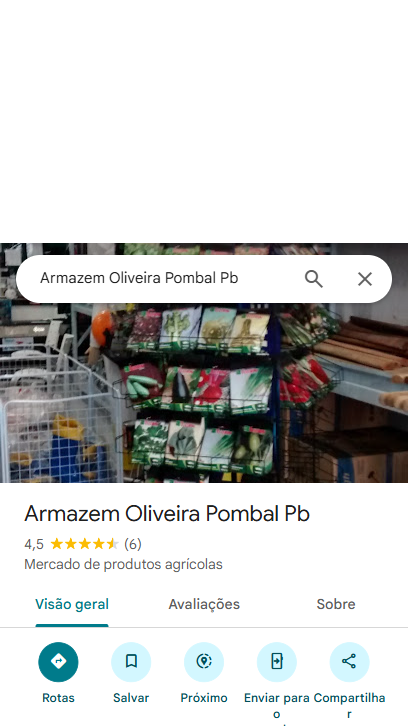 Armazem Oliveira Pombal Pb
Armazem Oliveira Pombal Pb
4,5 (6)
Mercado de produtos agrícolas
Visão geral Avaliações Sobre
Rotas Salvar Próximo Enviar para o Compartilhar